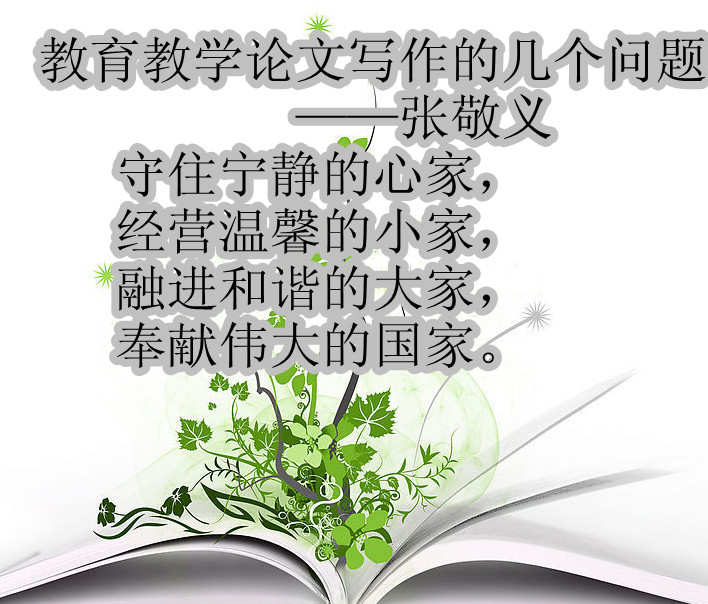 教育教学论文写作的几个问题
——张敬义
守住宁静的心家，
经营温馨的小家，
融进和谐的大家，
奉献伟大的国家。